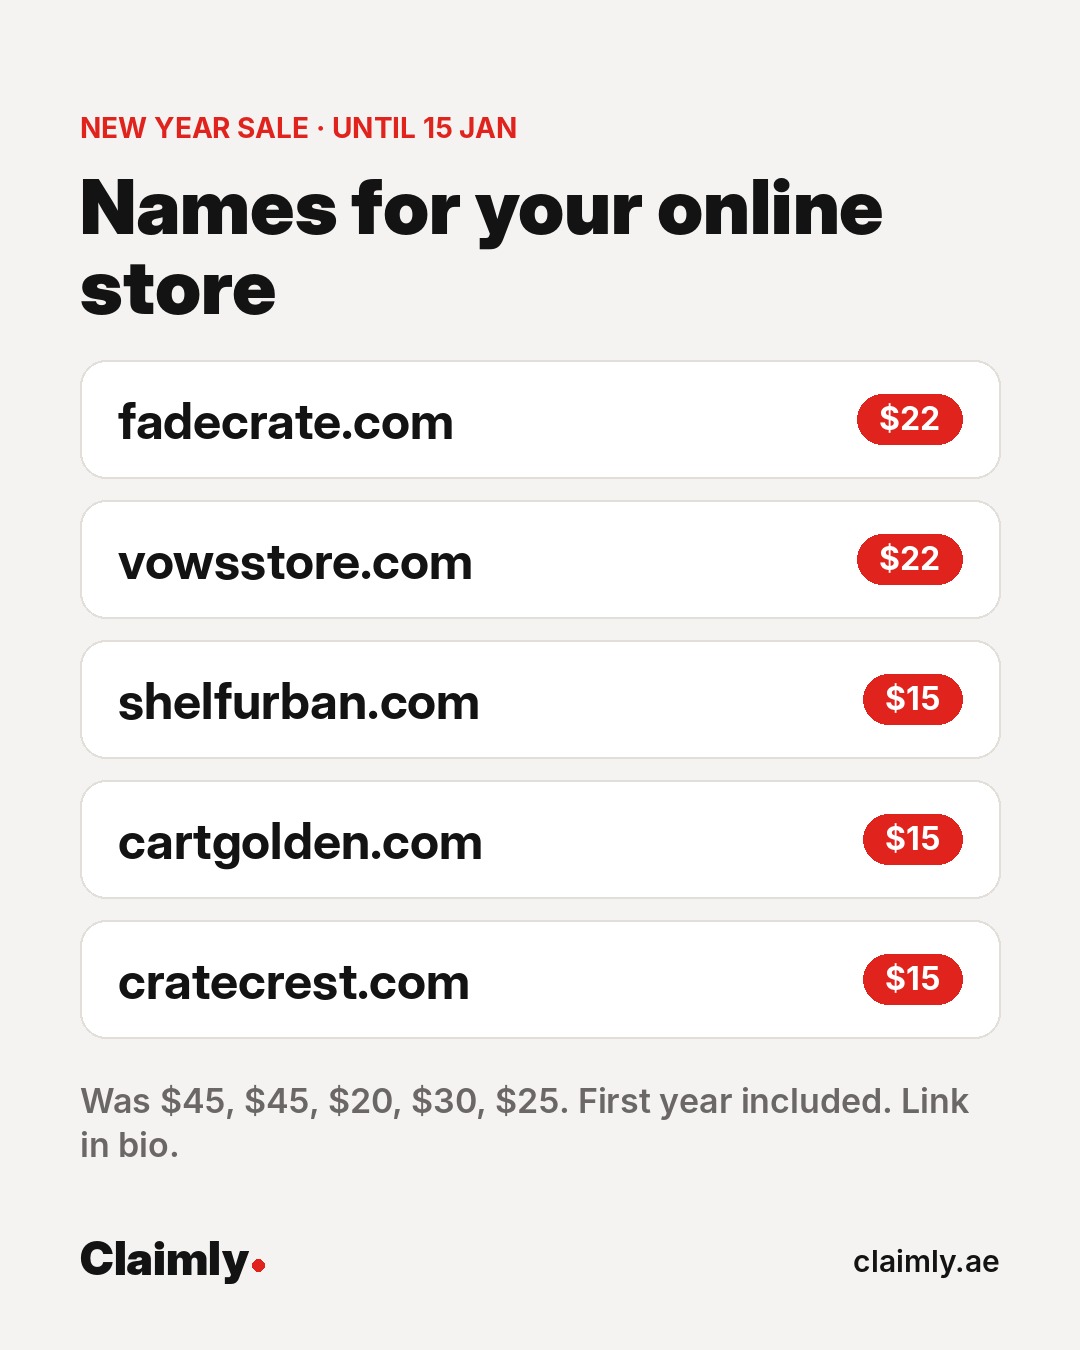 NEW YEAR SALE · UNTIL 15 JAN
Names for your online
store
fadecrate.com $22
vowsstore.com $22
shelfurban.com $15
cartgolden.com $15
cratecrest.com $15
Was $45, $45, $20, $30, $25. First year included. Link
in bio.
Claimly. claimly.ae